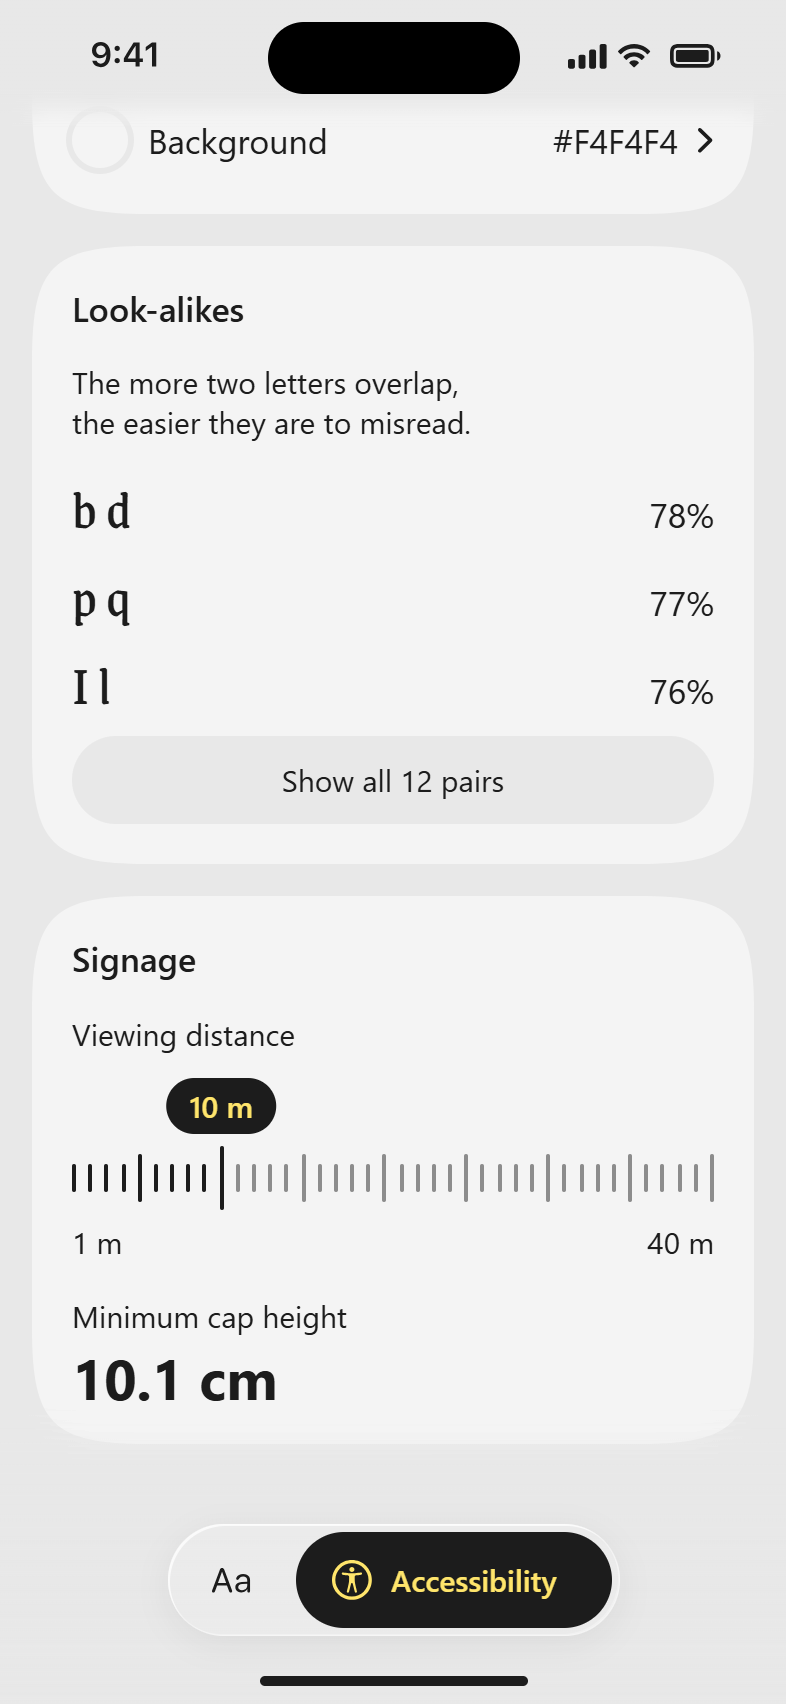 9:41
Background #F4F4F4
Look-alikes
The more two letters overlap,
the easier they are to misread.
b d 78%
p q 77%
I l 76%
Show all 12 pairs
Signage
Viewing distance
10 m
1 m 40 m
Minimum cap height
10.1 cm
Aa Accessibility